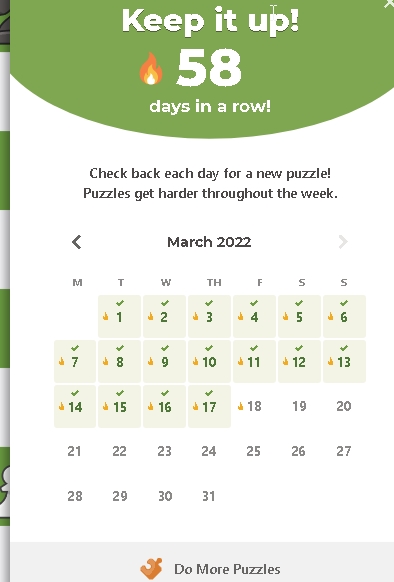 Keep it up!
58
days in a row!
Check back each day for a new puzzle!
Puzzles get harder throughout the week.
March 2022
M T W TH F S S
1 2 3 4 5 6
7 8 9 10 11 12 13
14 15 16 17 18 19 20
21 22 23 24 25 26 27
28 29 30 31
Do More Puzzles